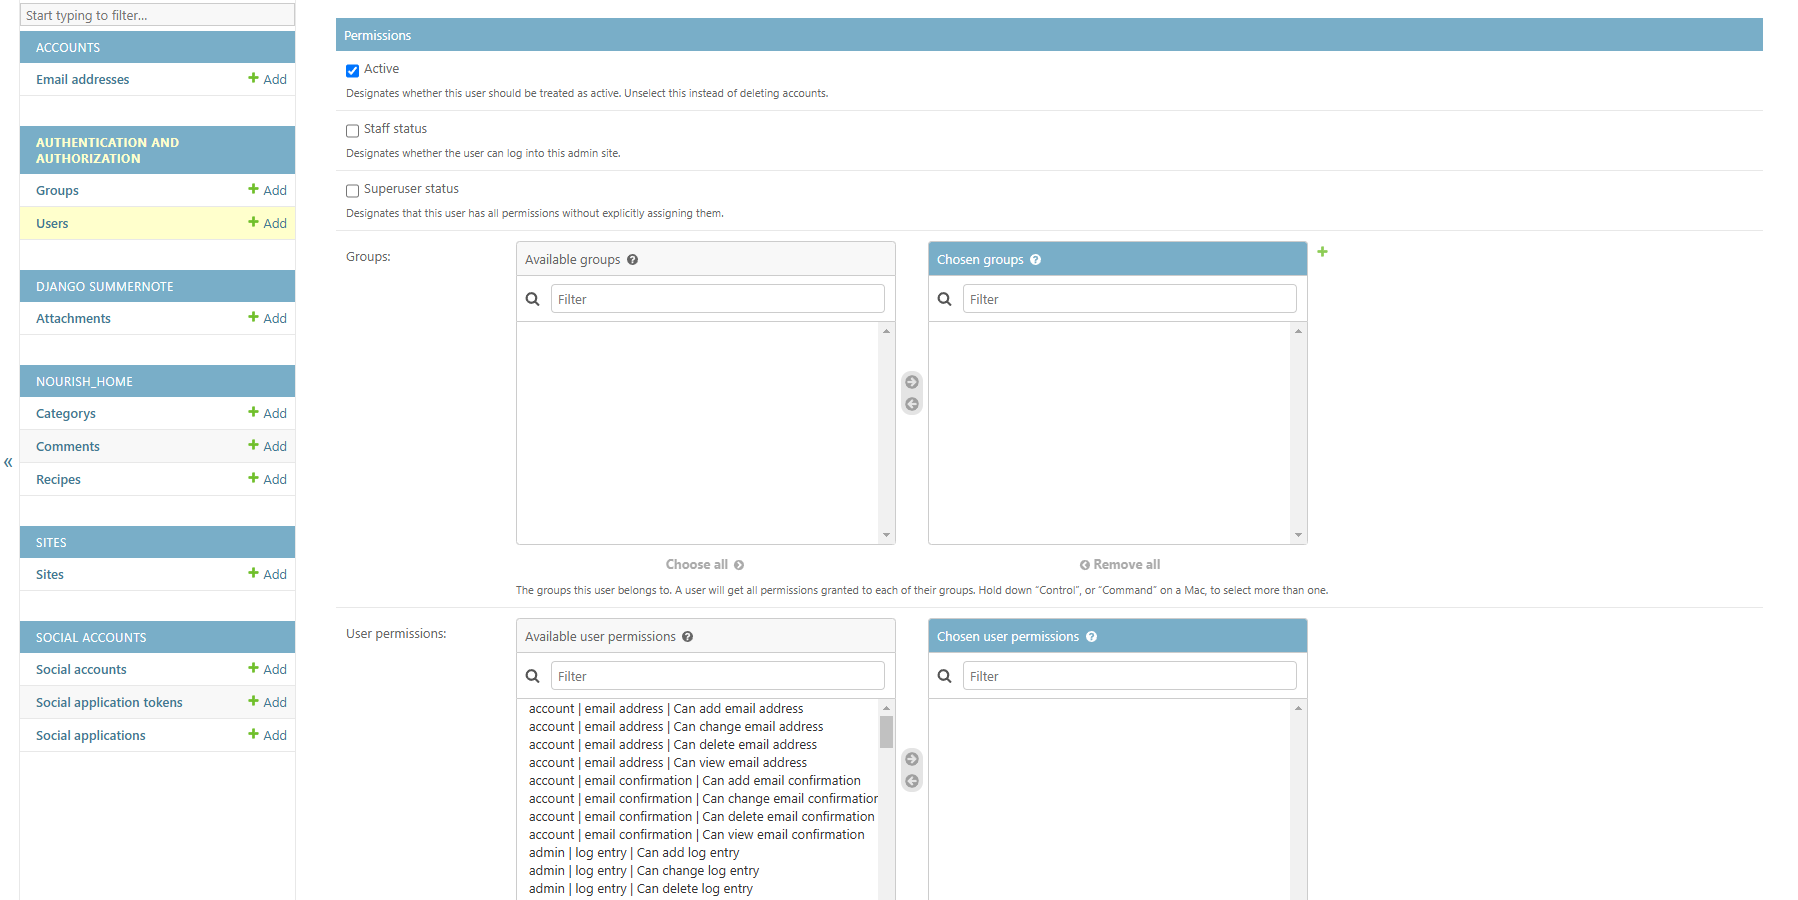 Start typing to filter...
ACCOUNTS
Email addresses Add
AUTHENTICATION AND
AUTHORIZATION
Groups Add
Users Add
DJANGO SUMMERNOTE
Attachments Add
NOURISH_HOME
Categorys Add
Comments Add
Recipes Add
SITES
Sites Add
SOCIAL ACCOUNTS
Social accounts Add
Social application tokens Add
Social applications Add
«
Permissions
Active
Designates whether this user should be treated as active. Unselect this instead of deleting accounts.
Staff status
Designates whether the user can log into this admin site.
Superuser status
Designates that this user has all permissions without explicitly assigning them.
Groups:
Available groups ?
Filter
Choose all
Chosen groups ?
Filter
Remove all
The groups this user belongs to. A user will get all permissions granted to each of their groups. Hold down “Control”, or “Command” on a Mac, to select more than one.
User permissions:
Available user permissions ?
Filter
account | email address | Can add email address
account | email address | Can change email address
account | email address | Can delete email address
account | email address | Can view email address
account | email confirmation | Can add email confirmation
account | email confirmation | Can change email confirmation
account | email confirmation | Can delete email confirmation
account | email confirmation | Can view email confirmation
admin | log entry | Can add log entry
admin | log entry | Can change log entry
admin | log entry | Can delete log entry
Chosen user permissions ?
Filter